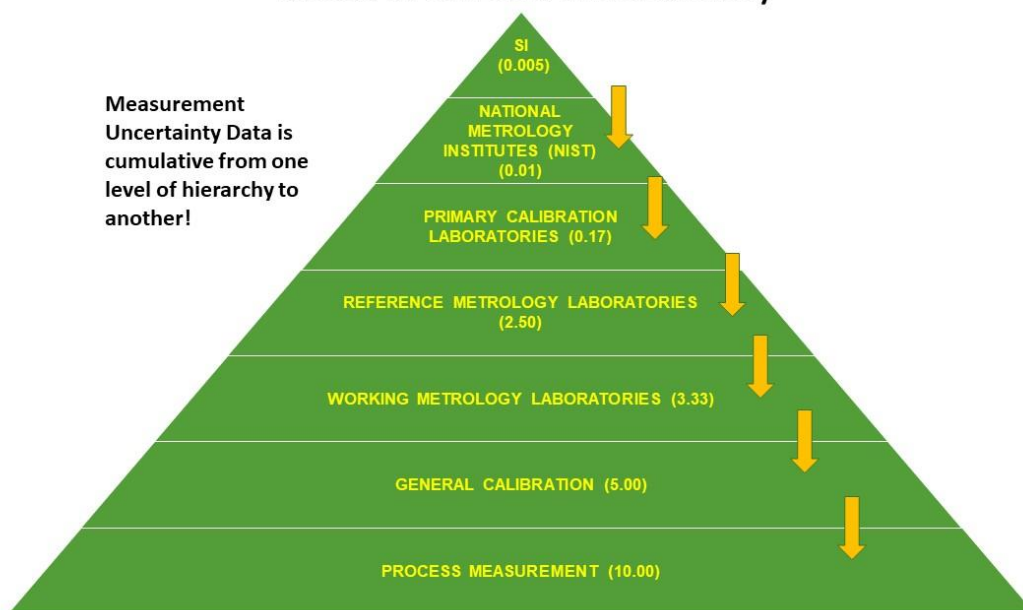 SI
(0.005)
Measurement
Uncertainty Data is
cumulative from one
level of hierarchy to
another!
NATIONAL
METROLOGY
INSTITUTES (NIST)
(0.01)
PRIMARY CALIBRATION
LABORATORIES (0.17)
REFERENCE METROLOGY LABORATORIES
(2.50)
WORKING METROLOGY LABORATORIES (3.33)
GENERAL CALIBRATION (5.00)
PROCESS MEASUREMENT (10.00)